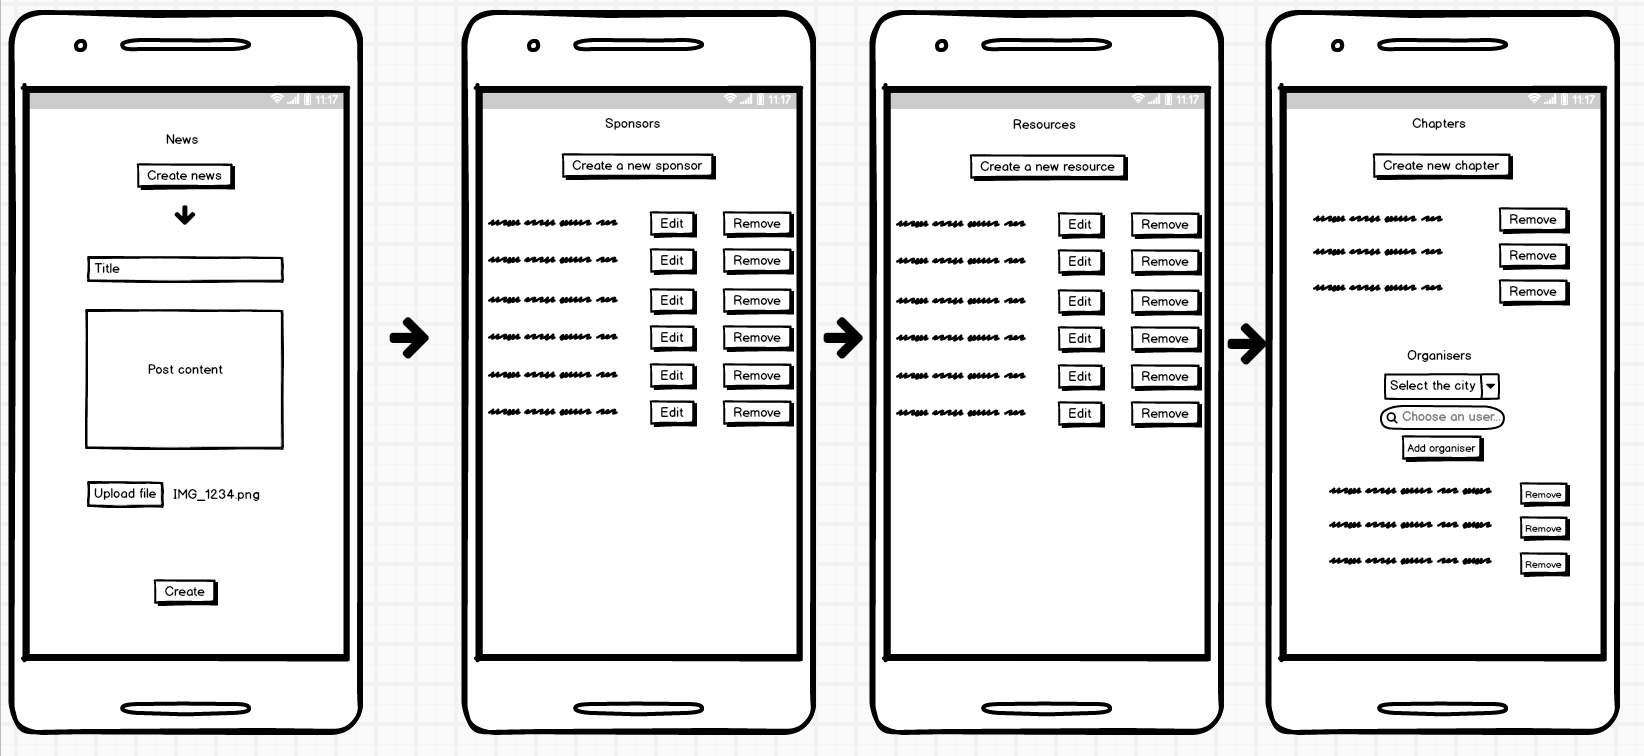 11:17
News
Create news
Title
Post content
Upload file IMG_1234.png
Create
11:17
Sponsors
Create a new sponsor
Edit Remove
Edit Remove
Edit Remove
Edit Remove
Edit Remove
Edit Remove
11:17
Resources
Create a new resource
Edit Remove
Edit Remove
Edit Remove
Edit Remove
Edit Remove
Edit Remove
11:17
Chapters
Create new chapter
Remove
Remove
Remove
Organisers
Select the city
Choose an user...
Add organiser
Remove
Remove
Remove